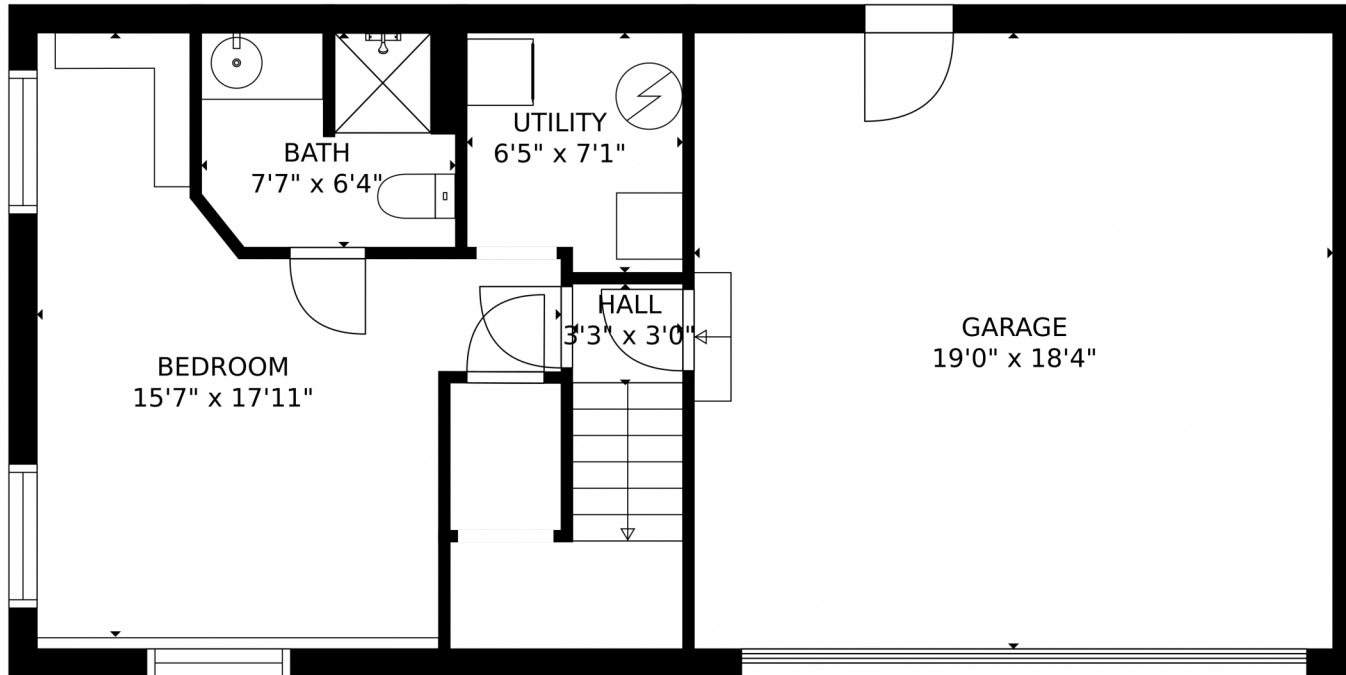 UTILITY
6'5" x 7'1"
BATH
7'7" x 6'4"
HALL
3'3" x 3'0"
GARAGE
19'0" x 18'4"
BEDROOM
15'7" x 17'11"